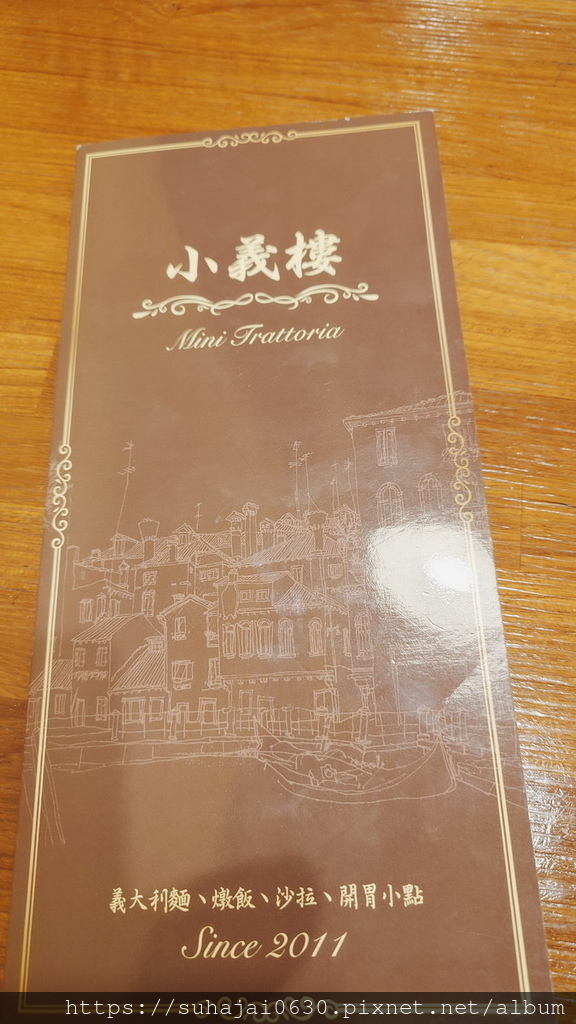 小義樓
Mini Trattoria
義大利麵、燉飯、沙拉、開胃小點
Since 2011
https://suhajai0630.pixnet.net/album